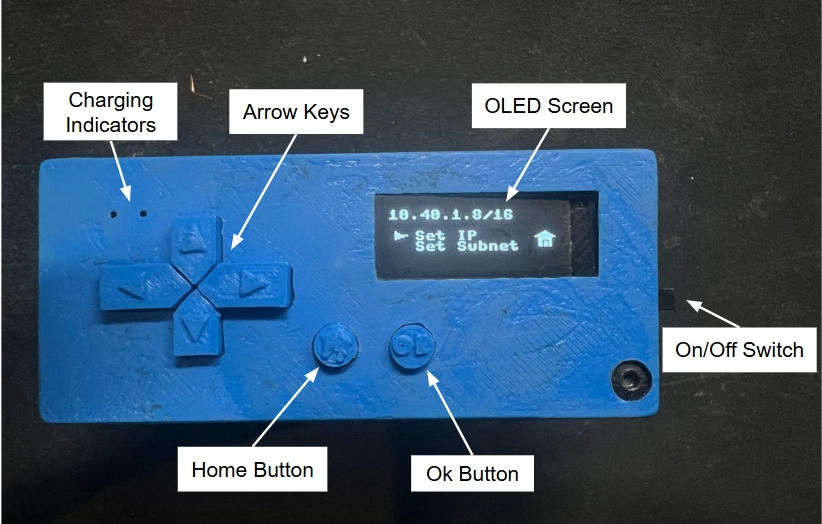 Charging
Indicators
Arrow Keys
OLED Screen
10.40.1.8/16
Set IP
Set Subnet
On/Off Switch
Home Button
Ok Button